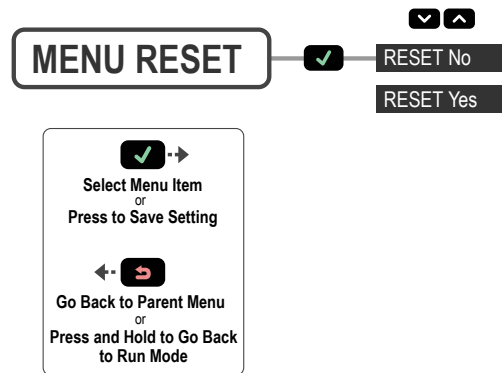 MENU RESET
RESET No
RESET Yes
Select Menu Item
or
Press to Save Setting
Go Back to Parent Menu
or
Press and Hold to Go Back
to Run Mode